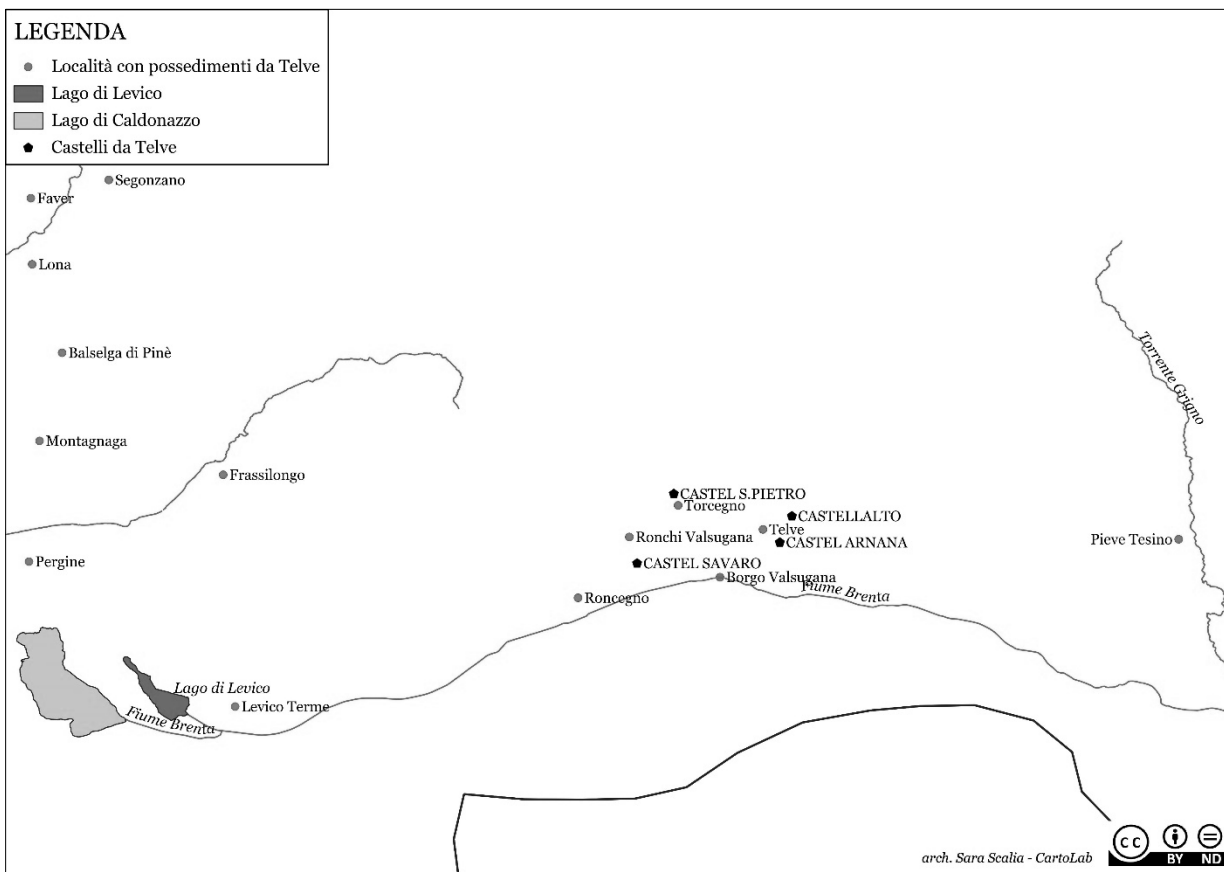 LEGENDA
Località con possedimenti da Telve
Lago di Levico
Lago di Caldonazzo
Castelli da Telve
Segonzano
Faver
Lona
Balselga di Pinè
Montagnaga
Frassilongo
Pergine
Torrente Grigno
CASTEL S.PIETRO
Torcegno
CASTELLALTO
Telve
Ronchi Valsugana
CASTEL ARNANA
Pieve Tesino
CASTEL SAVARO
Borgo Valsugana
Fiume Brenta
Roncegno
Lago di Levico
Levico Terme
Fiume Brenta
arch. Sara Scalia - CartoLab
cc
BY ND